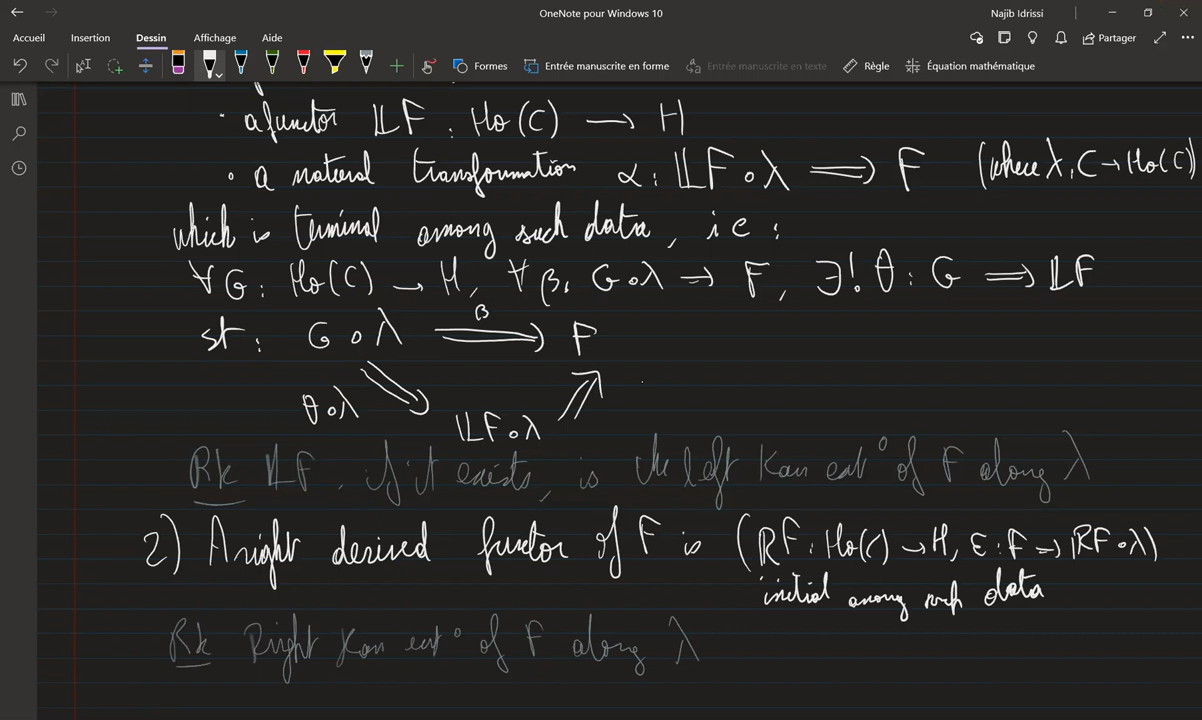 OneNote pour Windows 10
Najib Idrissi
Accueil Insertion Dessin Affichage Aide
Partager
Formes Entrée manuscrite en forme Entrée manuscrite en texte Règle Équation mathématique
• a functor 𝕃F : Ho(C) → H
• a natural transformation α : 𝕃F ∘ λ ⟹ F (where λ : C → Ho(C)
which is terminal among such data, i e :
∀ G : Ho(C) → H, ∀ β : G ∘ λ ⟹ F, ∃! θ : G ⟹ 𝕃F
β
st : G ∘ λ ⟹ F
θ ∘ λ 𝕃F ∘ λ
Rk 𝕃F, if it exists, is the left Kan ext° of F along λ
2) A right derived functor of F is (ℝF : Ho(C) → H, ε : F ⟹ ℝF ∘ λ)
initial among such data
Rk Right Kan ext° of F along λ